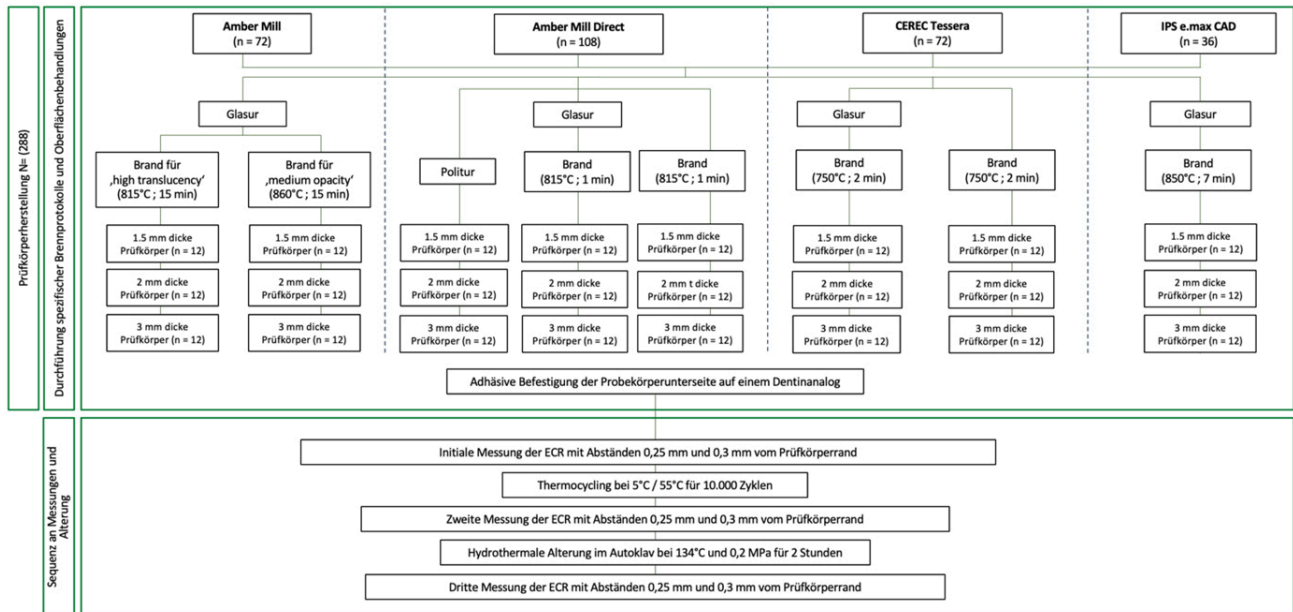 Prüfkörperherstellung N= (288)
Durchführung spezifischer Brennprotokolle und Oberflächenbehandlungen
Amber Mill
(n = 72)
Amber Mill Direct
(n = 108)
CEREC Tessera
(n = 72)
IPS e.max CAD
(n = 36)
Glasur
Glasur
Glasur
Glasur
Brand für
‚high translucency‘
(815°C ; 15 min)
Brand für
‚medium opacity‘
(860°C ; 15 min)
Politur
Brand
(815°C ; 1 min)
Brand
(815°C ; 1 min)
Brand
(750°C ; 2 min)
Brand
(750°C ; 2 min)
Brand
(850°C ; 7 min)
1.5 mm dicke
Prüfkörper (n = 12)
1.5 mm dicke
Prüfkörper (n = 12)
1.5 mm dicke
Prüfkörper (n = 12)
1.5 mm dicke
Prüfkörper (n = 12)
1.5 mm dicke
Prüfkörper (n = 12)
1.5 mm dicke
Prüfkörper (n = 12)
1.5 mm dicke
Prüfkörper (n = 12)
1.5 mm dicke
Prüfkörper (n = 12)
2 mm dicke
Prüfkörper (n = 12)
2 mm dicke
Prüfkörper (n = 12)
2 mm dicke
Prüfkörper (n = 12)
2 mm dicke
Prüfkörper (n = 12)
2 mm t dicke
Prüfkörper (n = 12)
2 mm dicke
Prüfkörper (n = 12)
2 mm dicke
Prüfkörper (n = 12)
2 mm dicke
Prüfkörper (n = 12)
3 mm dicke
Prüfkörper (n = 12)
3 mm dicke
Prüfkörper (n = 12)
3 mm dicke
Prüfkörper (n = 12)
3 mm dicke
Prüfkörper (n = 12)
3 mm dicke
Prüfkörper (n = 12)
3 mm dicke
Prüfkörper (n = 12)
3 mm dicke
Prüfkörper (n = 12)
3 mm dicke
Prüfkörper (n = 12)
Adhäsive Befestigung der Probekörperunterseite auf einem Dentinanalog
Sequenz an Messungen und
Alterung
Initiale Messung der ECR mit Abständen 0,25 mm und 0,3 mm vom Prüfkörperrand
Thermocycling bei 5°C / 55°C für 10.000 Zyklen
Zweite Messung der ECR mit Abständen 0,25 mm und 0,3 mm vom Prüfkörperrand
Hydrothermale Alterung im Autoklav bei 134°C und 0,2 MPa für 2 Stunden
Dritte Messung der ECR mit Abständen 0,25 mm und 0,3 mm vom Prüfkörperrand